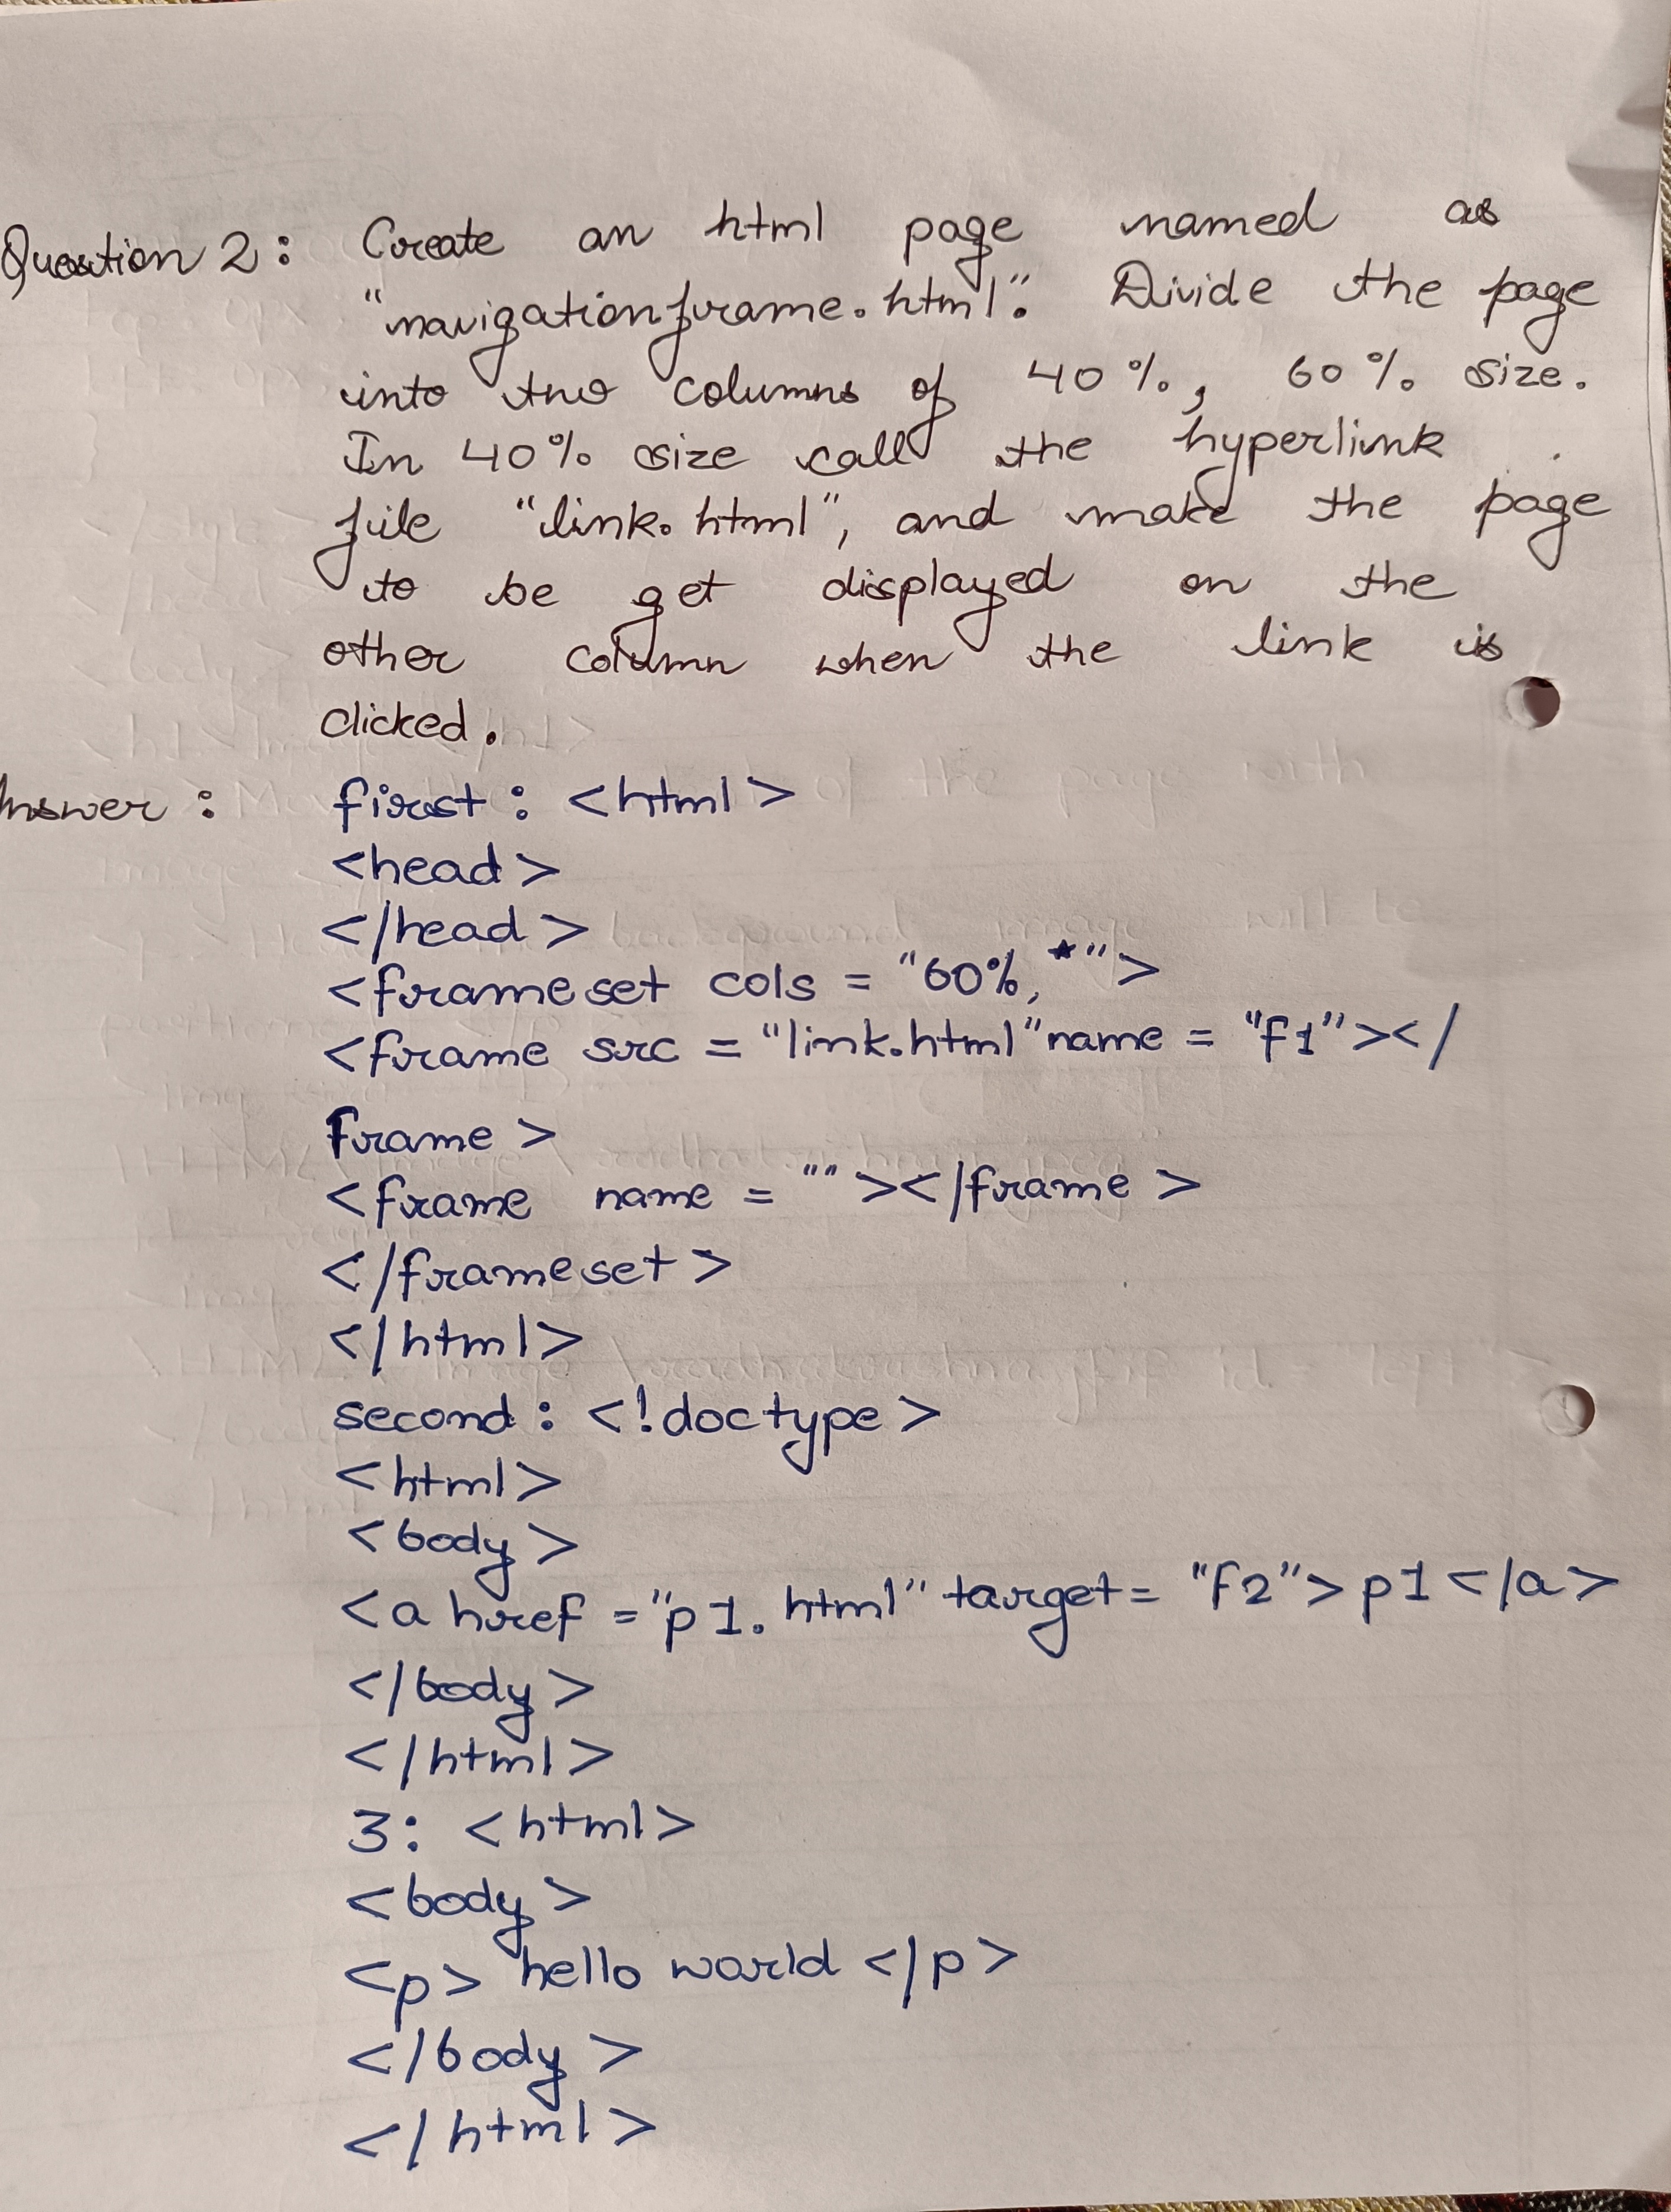 Question 2: Create an html page named as
"navigationframe.html". Divide the page
into two columns of 40%, 60% size.
In 40% size call the hyperlink
file "link.html", and make the page
to be get displayed on the
other column when the link is
clicked.
Answer: first: <html>
<head>
</head>
<frameset cols = "60%,*">
<frame src = "link.html" name = "f1"></
frame>
<frame name = ""></frame>
</frameset>
</html>
second: <!doctype>
<html>
<body>
<a href = "p1.html" target = "f2">p1</a>
</body>
</html>
3: <html>
<body>
<p> hello world </p>
</body>
</html>